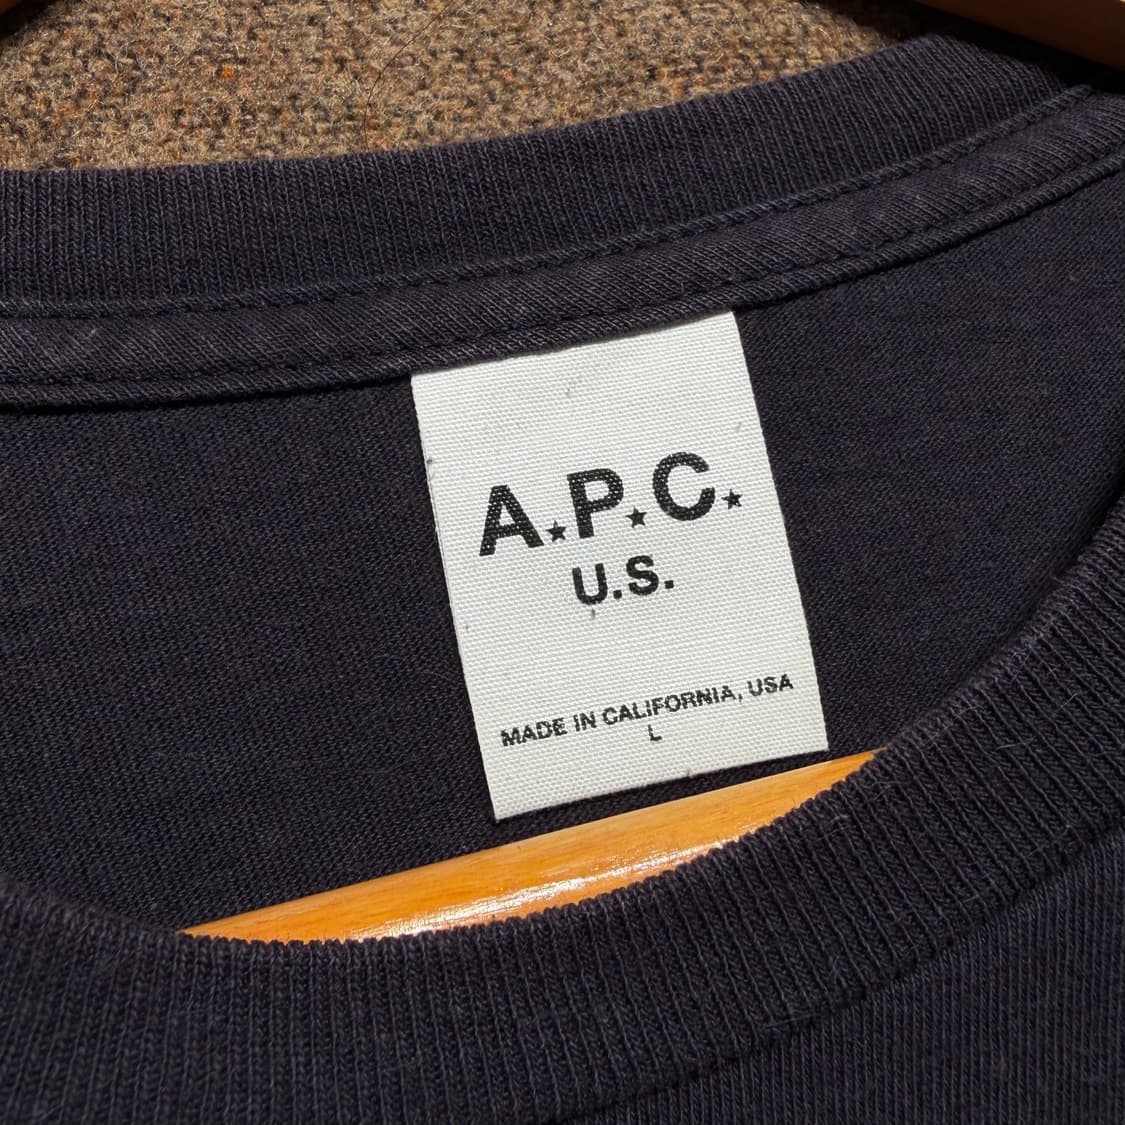 A★P★C★
U.S.
MADE IN CALIFORNIA, USA
L